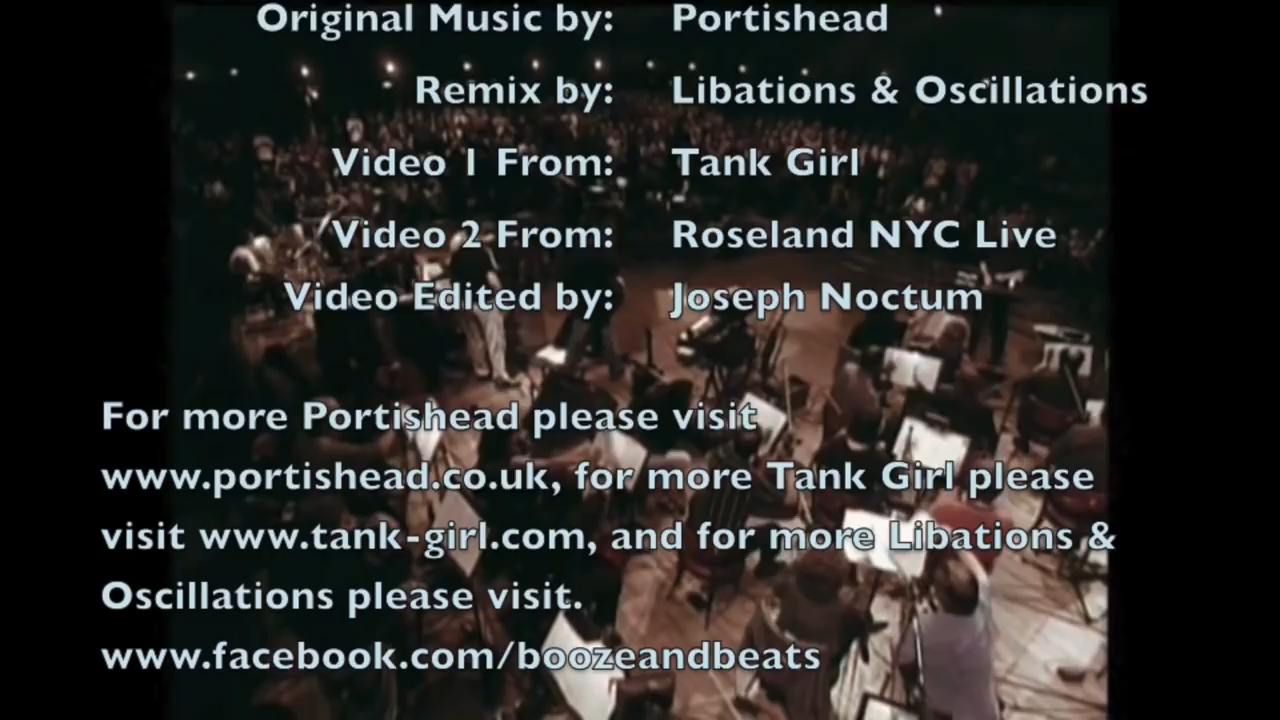 Original Music by: Portishead
Remix by: Libations & Oscillations
Video 1 From: Tank Girl
Video 2 From: Roseland NYC Live
Video Edited by: Joseph Noctum
For more Portishead please visit
www.portishead.co.uk, for more Tank Girl please
visit www.tank-girl.com, and for more Libations &
Oscillations please visit.
www.facebook.com/boozeandbeats